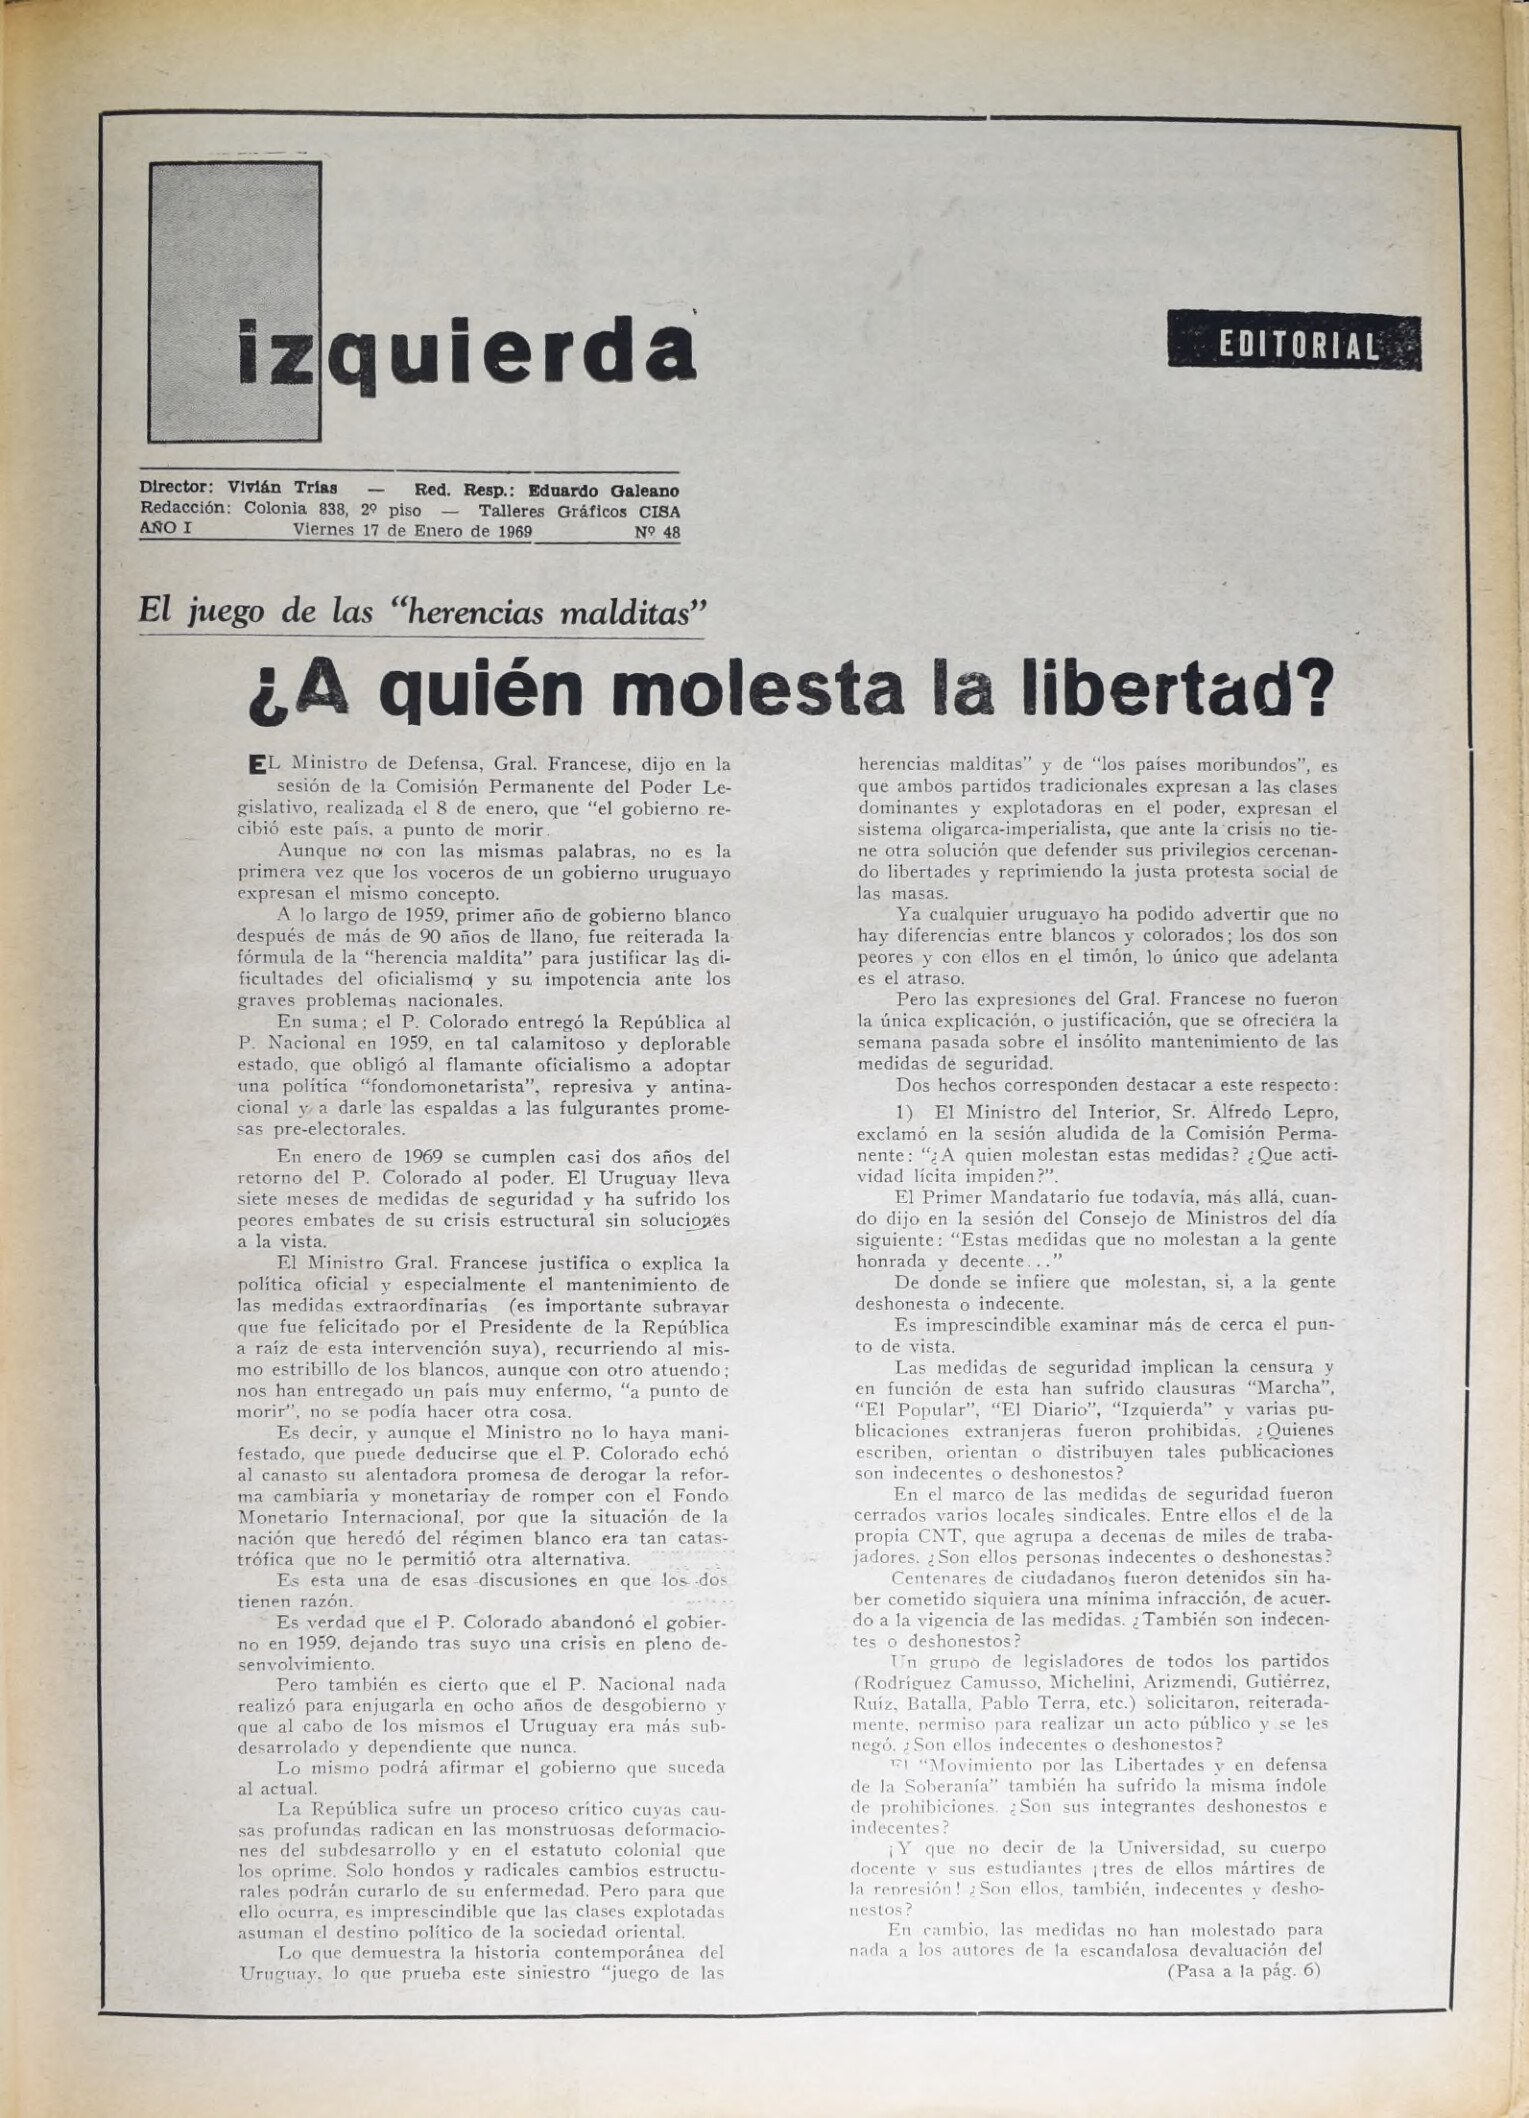 izquierda
EDITORIAL
Director: Vivián Trías — Red. Resp.: Eduardo Galeano
Redacción: Colonia 838, 2º piso — Talleres Gráficos CISA
AÑO I Viernes 17 de Enero de 1969 Nº 48
El juego de las “herencias malditas”
¿A quién molesta la libertad?
EL Ministro de Defensa, Gral. Francese, dijo en la
sesión de la Comisión Permanente del Poder Le-
gislativo, realizada el 8 de enero, que “el gobierno re-
cibió este país, a punto de morir.
Aunque no con las mismas palabras, no es la
primera vez que los voceros de un gobierno uruguayo
expresan el mismo concepto.
A lo largo de 1959, primer año de gobierno blanco
después de más de 90 años de llano, fue reiterada la
fórmula de la “herencia maldita” para justificar las di-
ficultades del oficialismo y su impotencia ante los
graves problemas nacionales.
En suma; el P. Colorado entregó la República al
P. Nacional en 1959, en tal calamitoso y deplorable
estado, que obligó al flamante oficialismo a adoptar
una política “fondomonetarista”, represiva y antina-
cional y a darle las espaldas a las fulgurantes prome-
sas pre-electorales.
En enero de 1969 se cumplen casi dos años del
retorno del P. Colorado al poder. El Uruguay lleva
siete meses de medidas de seguridad y ha sufrido los
peores embates de su crisis estructural sin soluciones
a la vista.
El Ministro Gral. Francese justifica o explica la
política oficial y especialmente el mantenimiento de
las medidas extraordinarias (es importante subrayar
que fue felicitado por el Presidente de la República
a raíz de esta intervención suya), recurriendo al mis-
mo estribillo de los blancos, aunque con otro atuendo;
nos han entregado un país muy enfermo, “a punto de
morir”, no se podía hacer otra cosa.
Es decir, y aunque el Ministro no lo haya mani-
festado, que puede deducirse que el P. Colorado echó
al canasto su alentadora promesa de derogar la refor-
ma cambiaria y monetariay de romper con el Fondo
Monetario Internacional, por que la situación de la
nación que heredó del régimen blanco era tan catas-
trófica que no le permitió otra alternativa.
Es esta una de esas discusiones en que los dos
tienen razón.
Es verdad que el P. Colorado abandonó el gobier-
no en 1959, dejando tras suyo una crisis en pleno de-
senvolvimiento.
Pero también es cierto que el P. Nacional nada
realizó para enjugarla en ocho años de desgobierno y
que al cabo de los mismos el Uruguay era más sub-
desarrolado y dependiente que nunca.
Lo mismo podrá afirmar el gobierno que suceda
al actual.
La República sufre un proceso crítico cuyas cau-
sas profundas radican en las monstruosas deformacio-
nes del subdesarrollo y en el estatuto colonial que
los oprime. Solo hondos y radicales cambios estructu-
rales podrán curarlo de su enfermedad. Pero para que
ello ocurra, es imprescindible que las clases explotadas
asuman el destino político de la sociedad oriental.
Lo que demuestra la historia contemporánea del
Uruguay, lo que prueba este siniestro “juego de las
herencias malditas” y de “los países moribundos”, es
que ambos partidos tradicionales expresan a las clases
dominantes y explotadoras en el poder, expresan el
sistema oligarca-imperialista, que ante la crisis no tie-
ne otra solución que defender sus privilegios cercenan-
do libertades y reprimiendo la justa protesta social de
las masas.
Ya cualquier uruguayo ha podido advertir que no
hay diferencias entre blancos y colorados; los dos son
peores y con ellos en el timón, lo único que adelanta
es el atraso.
Pero las expresiones del Gral. Francese no fueron
la única explicación, o justificación, que se ofreciera la
semana pasada sobre el insólito mantenimiento de las
medidas de seguridad.
Dos hechos corresponden destacar a este respecto:
1) El Ministro del Interior, Sr. Alfredo Lepro,
exclamó en la sesión aludida de la Comisión Perma-
nente: “¿A quien molestan estas medidas? ¿Que acti-
vidad lícita impiden?”.
El Primer Mandatario fue todavía, más allá, cuan-
do dijo en la sesión del Consejo de Ministros del día
siguiente: “Estas medidas que no molestan a la gente
honrada y decente...”
De donde se infiere que molestan, si, a la gente
deshonesta o indecente.
Es imprescindible examinar más de cerca el pun-
to de vista.
Las medidas de seguridad implican la censura y
en función de esta han sufrido clausuras “Marcha”,
“El Popular”, “El Diario”, “Izquierda” y varias pu-
blicaciones extranjeras fueron prohibidas. ¿Quienes
escriben, orientan o distribuyen tales publicaciones
son indecentes o deshonestos?
En el marco de las medidas de seguridad fueron
cerrados varios locales sindicales. Entre ellos el de la
propia CNT, que agrupa a decenas de miles de traba-
jadores. ¿Son ellos personas indecentes o deshonestas?
Centenares de ciudadanos fueron detenidos sin ha-
ber cometido siquiera una mínima infracción, de acuer-
do a la vigencia de las medidas. ¿También son indecen-
tes o deshonestos?
Un grupo de legisladores de todos los partidos
(Rodríguez Camusso, Michelini, Arizmendi, Gutiérrez,
Ruíz, Batalla, Pablo Terra, etc.) solicitaron, reiterada-
mente, permiso para realizar un acto público y se les
negó. ¿Son ellos indecentes o deshonestos?
El “Movimiento por las Libertades y en defensa
de la Soberanía” también ha sufrido la misma índole
de prohibiciones. ¿Son sus integrantes deshonestos e
indecentes?
¡Y que no decir de la Universidad, su cuerpo
docente y sus estudiantes ¡tres de ellos mártires de
la represión! ¿Son ellos, también, indecentes y desho-
nestos?
En cambio, las medidas no han molestado para
nada a los autores de la escandalosa devaluación del
(Pasa a la pág. 6)